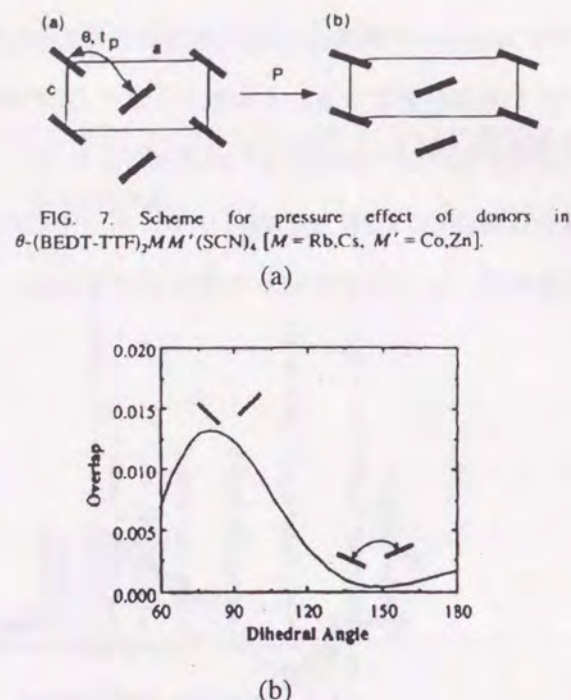 (a)
(b)
θ, tp
a
c
P
FIG. 7. Scheme for pressure effect of donors in
θ-(BEDT-TTF)₂MM′(SCN)₄ [M = Rb,Cs, M′ = Co,Zn].
(a)
0.020
0.015
0.010
0.005
0.000
Overlap
60 90 120 150 180
Dihedral Angle
(b)